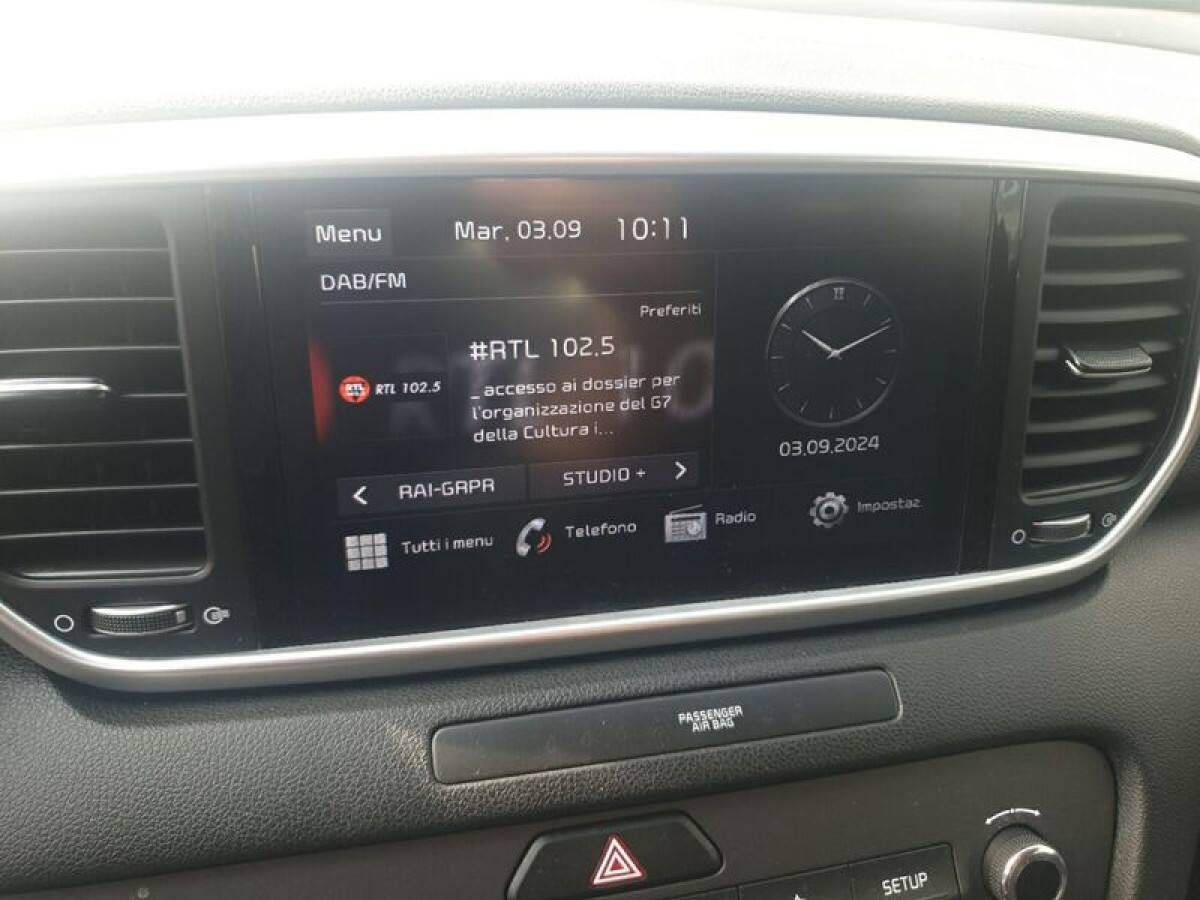 Menu
Mar. 03.09
10:11
DAB/FM
Preferiti
#RTL 102.5
RTL 102.5
_ accesso ai dossier per
l'organizzazione del G7
della Cultura i...
03.09.2024
RAI-GRPR
STUDIO +
Tutti i menu
Telefono
Radio
Impostaz.
PASSENGER
AIR BAG
SETUP